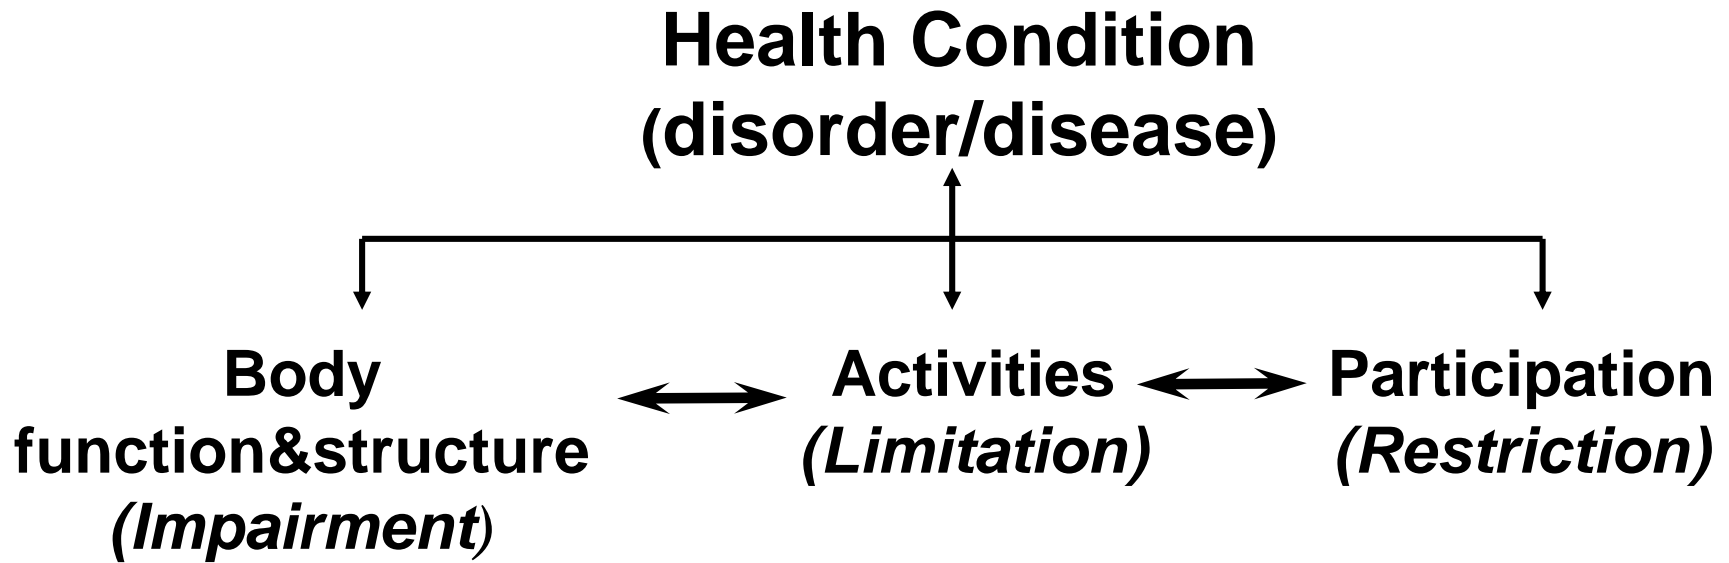 Health Condition
(disorder/disease)
Body
function&structure
(Impairment)
Activities
(Limitation)
Participation
(Restriction)